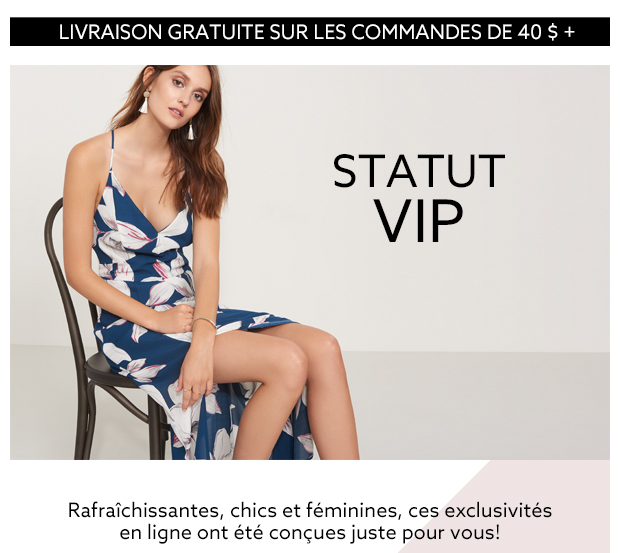 LIVRAISON GRATUITE SUR LES COMMANDES DE 40 $ +
STATUT
VIP
Rafraîchissantes, chics et féminines, ces exclusivités
en ligne ont été conçues juste pour vous!